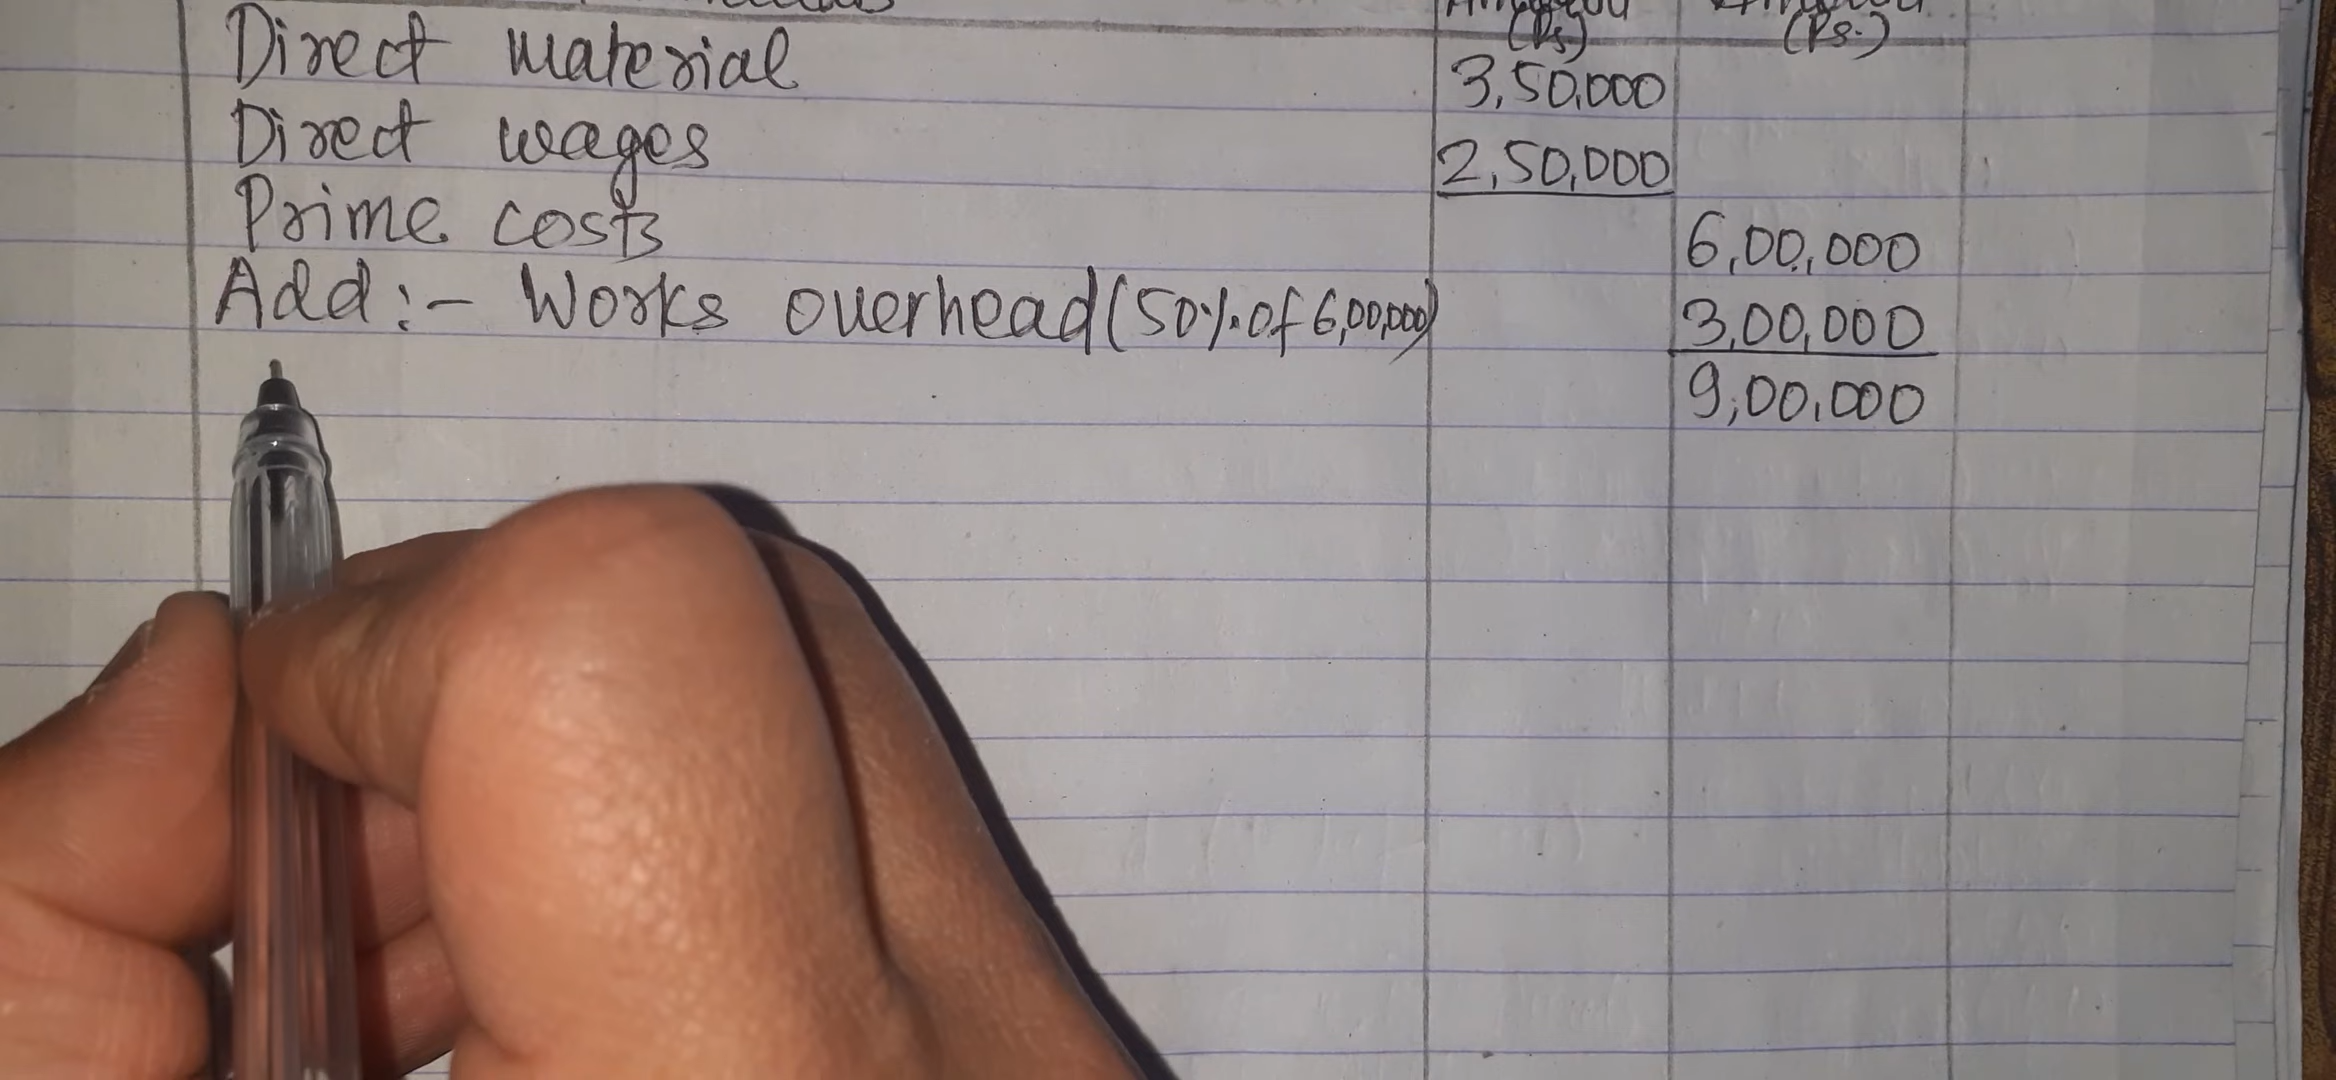 (Rs) (Rs.)
Direct material 3,50,000
Direct wages 2,50,000
Prime costs 6,00,000
Add :- Works overhead (50% of 6,00,000) 3,00,000
9,00,000